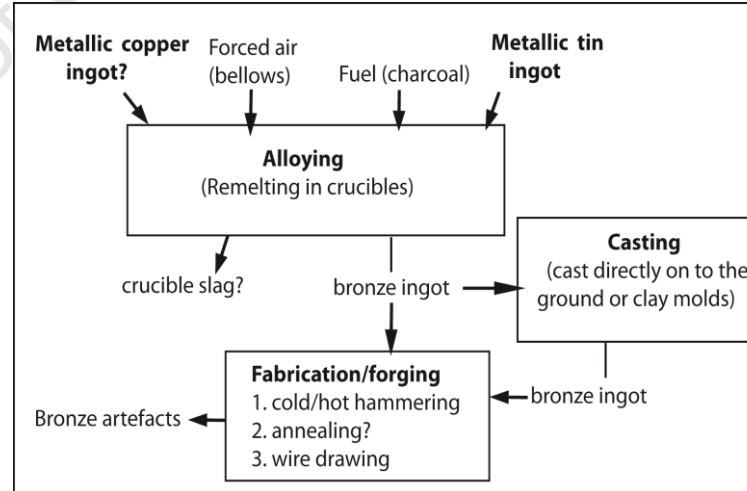 Metallic copper
ingot?
Forced air
(bellows)
Fuel (charcoal)
Metallic tin
ingot
Alloying
(Remelting in crucibles)
crucible slag?
bronze ingot
Casting
(cast directly on to the
ground or clay molds)
Fabrication/forging
1. cold/hot hammering
2. annealing?
3. wire drawing
bronze ingot
Bronze artefacts